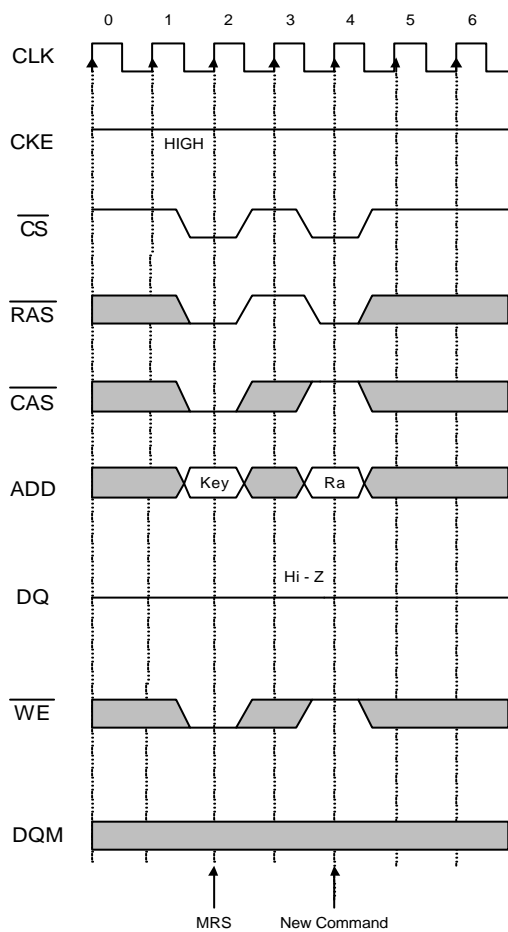 0 1 2 3 4 5 6
CLK
CKE
HIGH
CS
RAS
CAS
ADD
Key
Ra
Hi - Z
DQ
WE
DQM
MRS
New Command